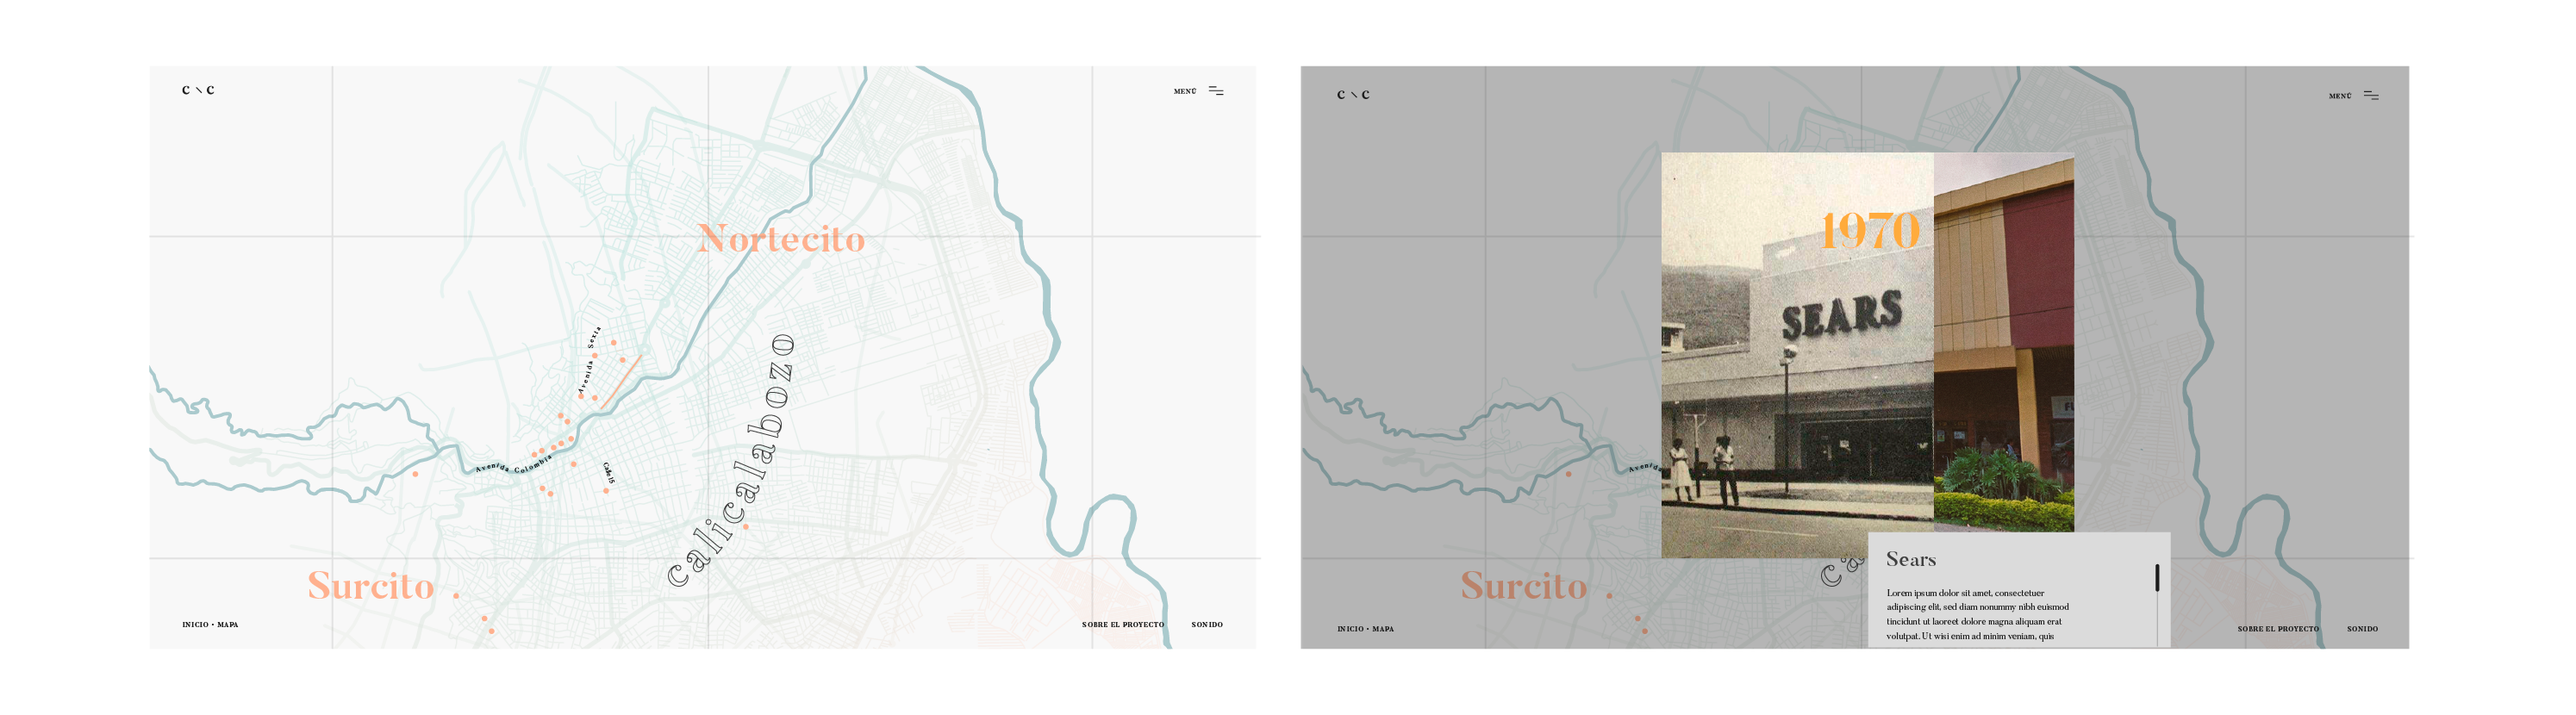 C \ C
MENÚ
Nortecito
Avenida Sexta
Calicalabozo
Avenida Colombia
Calle 15
Surcito
INICIO • MAPA
SOBRE EL PROYECTO
SONIDO
C \ C
MENÚ
1970
SEARS
FU
Avenida
Surcito
Ca
Sears
Lorem ipsum dolor sit amet, consectetuer
adipiscing elit, sed diam nonummy nibh euismod
tincidunt ut laoreet dolore magna aliquam erat
volutpat. Ut wisi enim ad minim veniam, quis
INICIO • MAPA
SOBRE EL PROYECTO
SONIDO